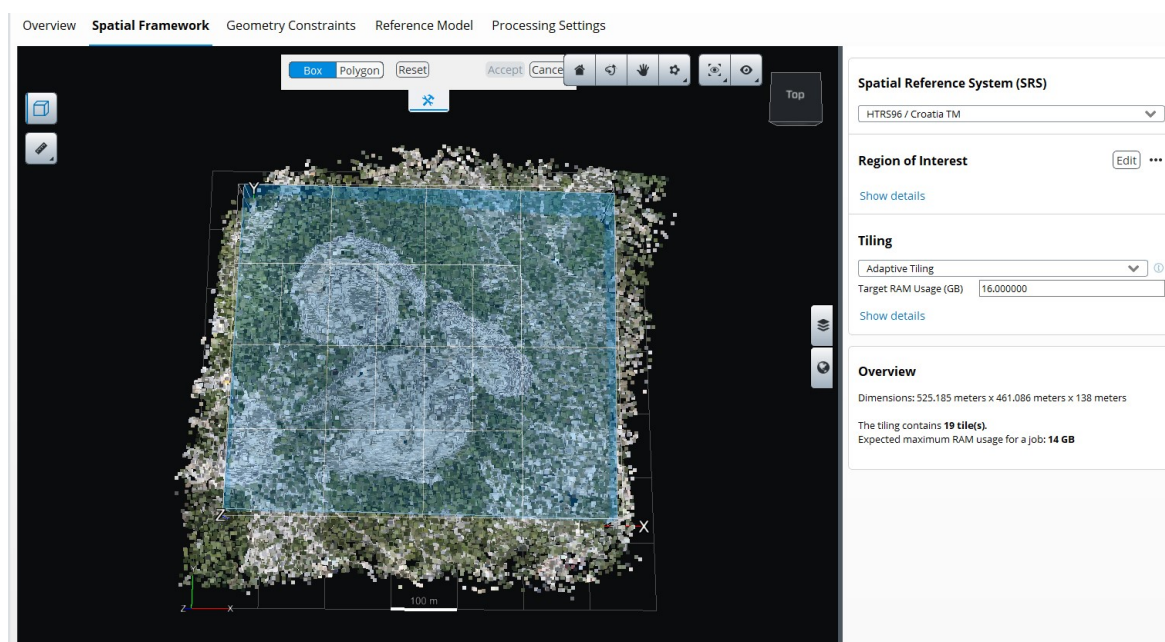 Overview Spatial Framework Geometry Constraints Reference Model Processing Settings
Box Polygon Reset Accept Cance
Top
Y
Z
X
Z X
100 m
Spatial Reference System (SRS)
HTRS96 / Croatia TM
Region of Interest Edit
Show details
Tiling
Adaptive Tiling
Target RAM Usage (GB) 16.000000
Show details
Overview
Dimensions: 525.185 meters x 461.086 meters x 138 meters
The tiling contains 19 tile(s).
Expected maximum RAM usage for a job: 14 GB